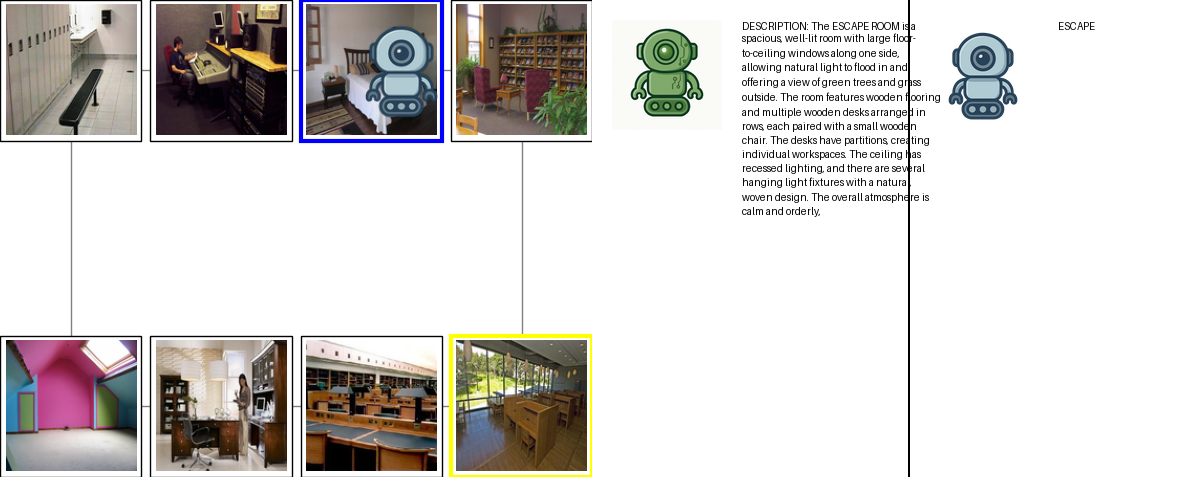 DESCRIPTION: The ESCAPE ROOM is a
spacious, well-lit room with large floor-
to-ceiling windows along one side,
allowing natural light to flood in and
offering a view of green trees and grass
outside. The room features wooden flooring
and multiple wooden desks arranged in
rows, each paired with a small wooden
chair. The desks have partitions, creating
individual workspaces. The ceiling has
recessed lighting, and there are several
hanging light fixtures with a natural,
woven design. The overall atmosphere is
calm and orderly,
ESCAPE